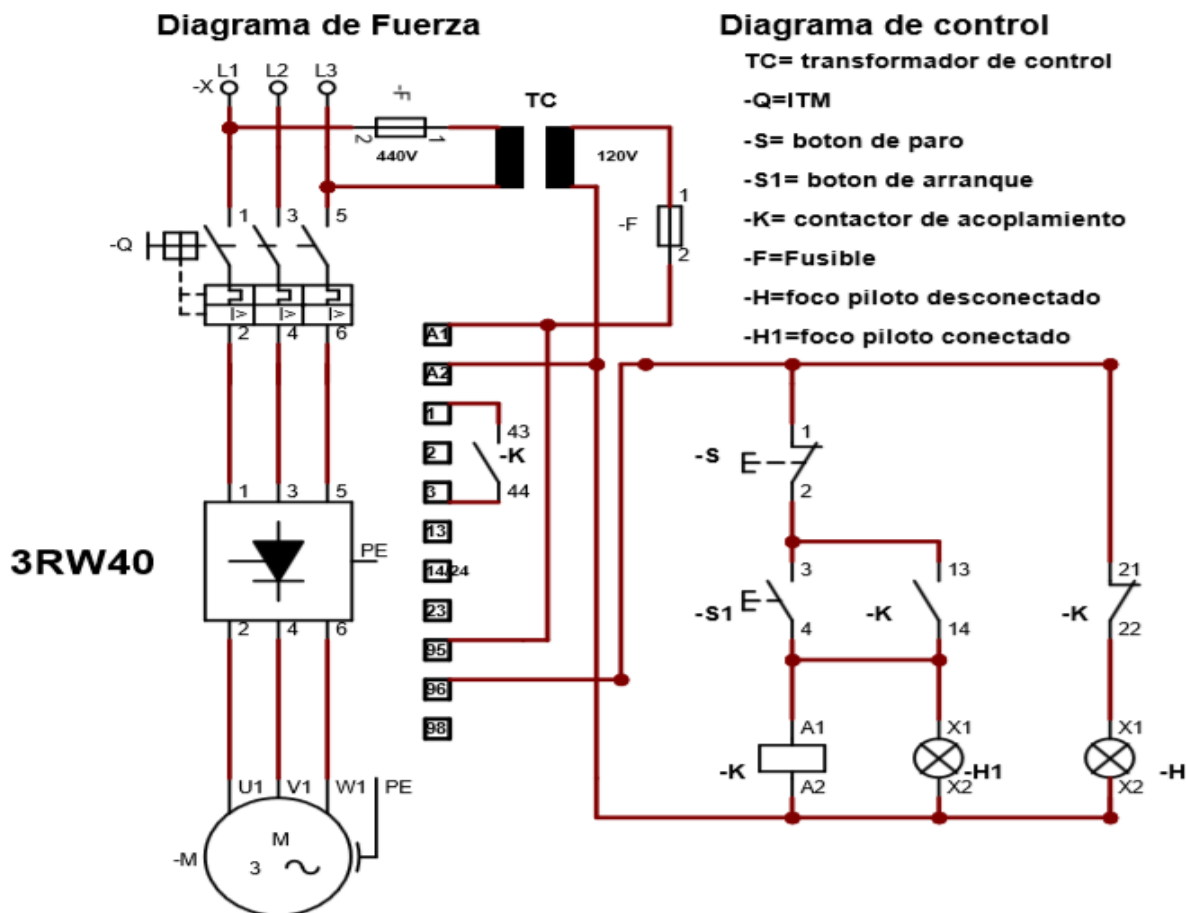 Diagrama de Fuerza
Diagrama de control
TC= transformador de control
-Q=ITM
-S= boton de paro
-S1= boton de arranque
-K= contactor de acoplamiento
-F=Fusible
-H=foco piloto desconectado
-H1=foco piloto conectado
-X L1 L2 L3
-F
2 1
440V
TC
120V
1
-F
2
-Q
1 3 5
I> I> I>
2 4 6
A1
A2
1
2
3
13
14/24
23
95
96
98
43
-K
44
3RW40
1 3 5
PE
2 4 6
U1 V1 W1 PE
-M
M
3
1
-S
2
3
-S1
4
13
-K
14
21
-K
22
A1
-K
A2
X1
-H1
X2
X1
-H
X2